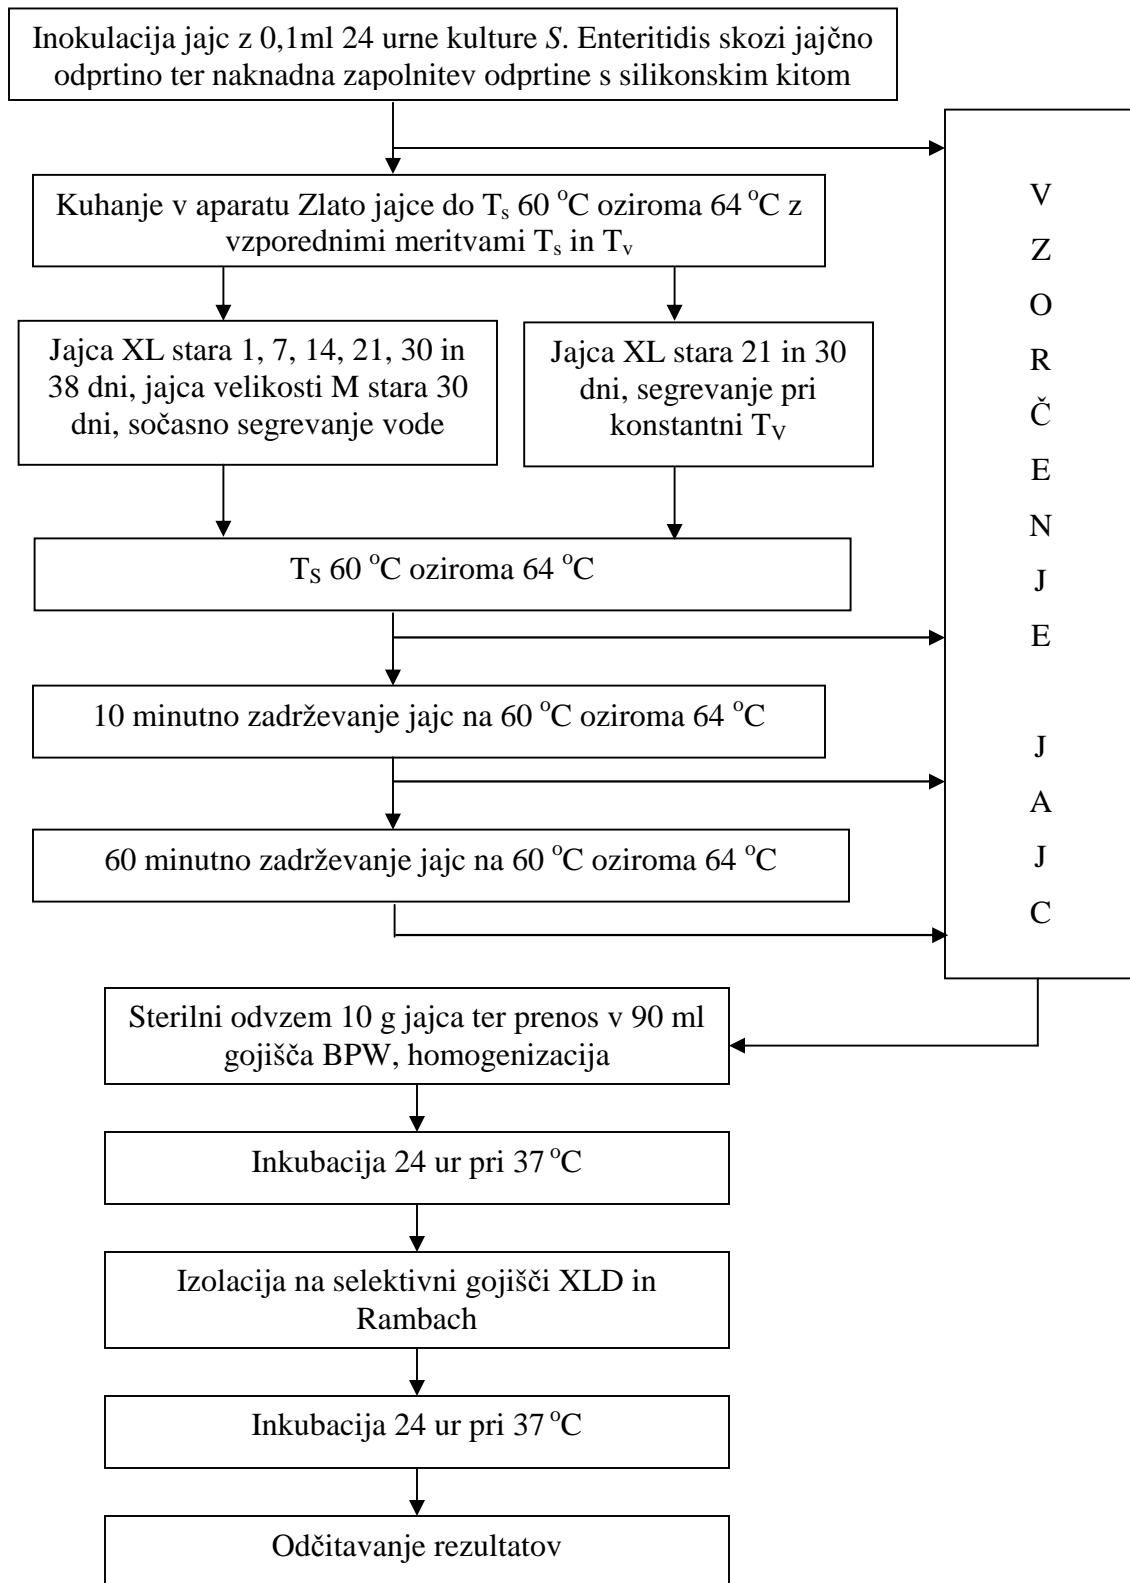 Inokulacija jajc z 0,1ml 24 urne kulture S. Enteritidis skozi jajčno
odprtino ter naknadna zapolnitev odprtine s silikonskim kitom
Kuhanje v aparatu Zlato jajce do Ts 60 °C oziroma 64 °C z
vzporednimi meritvami Ts in Tv
Jajca XL stara 1, 7, 14, 21, 30 in
38 dni, jajca velikosti M stara 30
dni, sočasno segrevanje vode
Jajca XL stara 21 in 30
dni, segrevanje pri
konstantni TV
TS 60 °C oziroma 64 °C
10 minutno zadrževanje jajc na 60 °C oziroma 64 °C
60 minutno zadrževanje jajc na 60 °C oziroma 64 °C
V
Z
O
R
Č
E
N
J
E
J
A
J
C
Sterilni odvzem 10 g jajca ter prenos v 90 ml
gojišča BPW, homogenizacija
Inkubacija 24 ur pri 37 °C
Izolacija na selektivni gojišči XLD in
Rambach
Inkubacija 24 ur pri 37 °C
Odčitavanje rezultatov